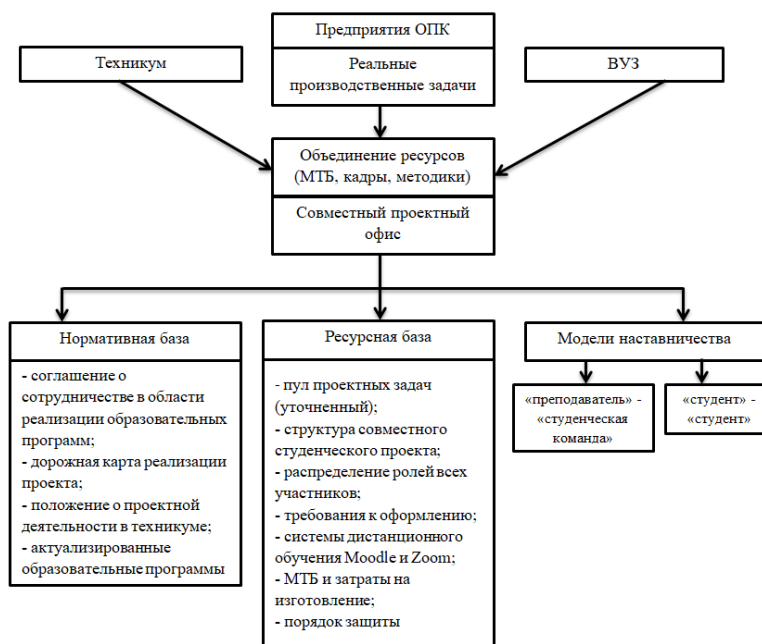 Предприятия ОПК
Техникум
Реальные
производственные задачи
ВУЗ
Объединение ресурсов
(МТБ, кадры, методики)
Совместный проектный
офис
Нормативная база
- соглашение о
сотрудничестве в области
реализации образовательных
программ;
- дорожная карта реализации
проекта;
- положение о проектной
деятельности в техникуме;
- актуализированные
образовательные программы
Ресурсная база
- пул проектных задач
(уточненный);
- структура совместного
студенческого проекта;
- распределение ролей всех
участников;
- требования к оформлению;
- системы дистанционного
обучения Moodle и Zoom;
- МТБ и затраты на
изготовление;
- порядок защиты
Модели наставничества
«преподаватель» -
«студенческая
команда»
«студент» -
«студент»